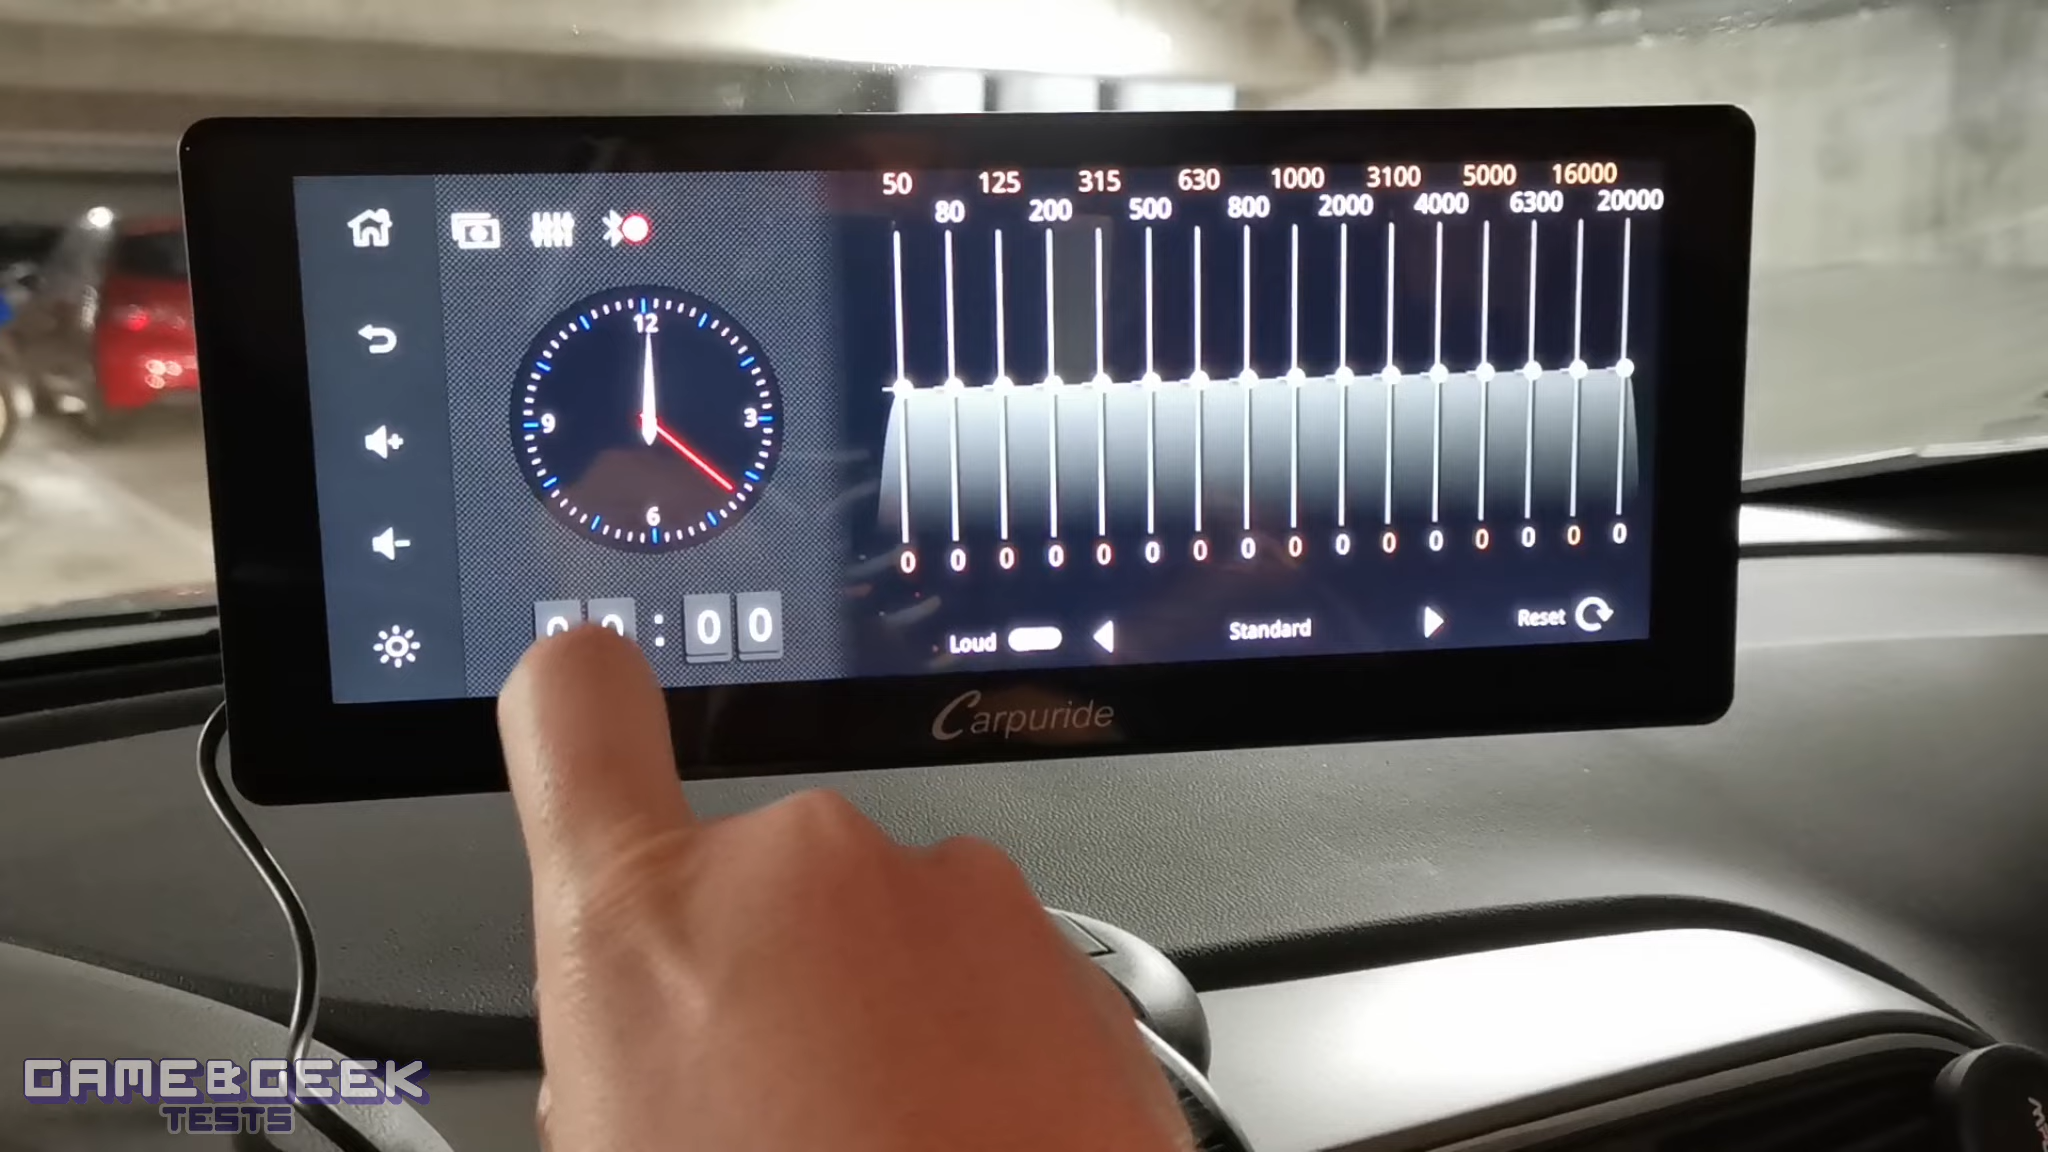 50 125 315 630 1000 3100 5000 16000
80 200 500 800 2000 4000 6300 20000
12
9 3
6
0 0 0 0 0 0 0 0 0 0 0 0 0 0 0 0
: 0 0
Loud Standard Reset
Carpuride
GAME&GEEK
TESTS